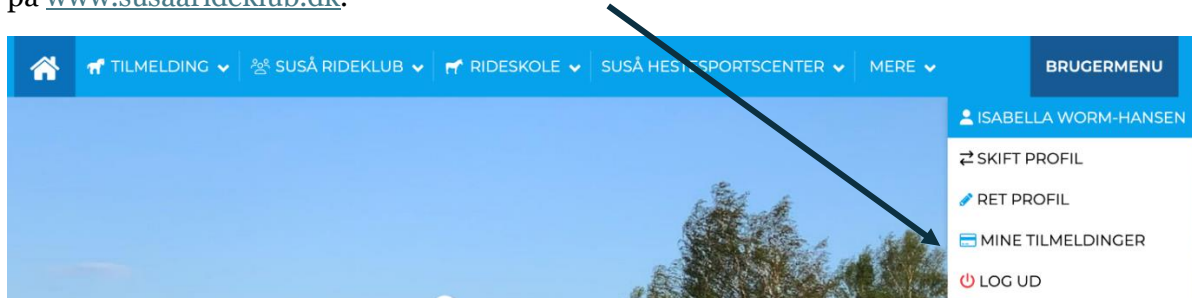 på www.susaarideklub.dk.
TILMELDING SUSÅ RIDEKLUB RIDESKOLE SUSÅ HESTESPORTSCENTER MERE BRUGERMENU
ISABELLA WORM-HANSEN
SKIFT PROFIL
RET PROFIL
MINE TILMELDINGER
LOG UD